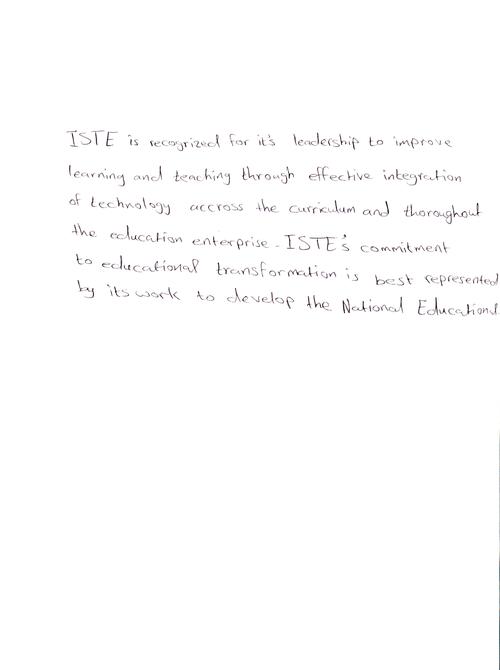 ISTE is recognized for it's leadership to improve
learning and teaching through effective integration
of technology accross the curriculum and thoroughout
the education enterprise. ISTE's commitment
to educational transformation is best represented
by its work to develop the National Educational